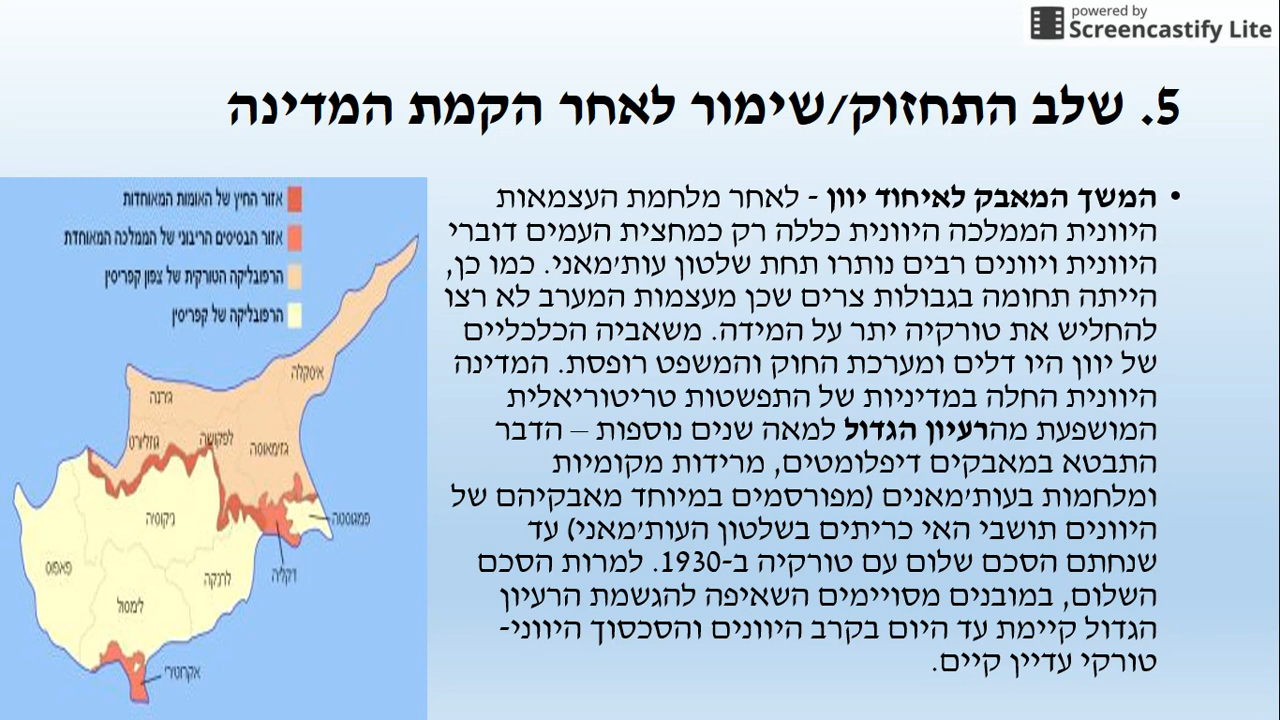 powered by
Screencastify Lite
5. שלב התחזוק/שימור לאחר הקמת המדינה
• המשך המאבק לאיחוד יוון - לאחר מלחמת העצמאות
היוונית הממלכה היוונית כללה רק כמחצית העמים דוברי
היוונית ויוונים רבים נותרו תחת שלטון עות'מאני. כמו כן,
הייתה תחומה בגבולות צרים שכן מעצמות המערב לא רצו
להחליש את טורקיה יתר על המידה. משאביה הכלכליים
של יוון היו דלים ומערכת החוק והמשפט רופסת. המדינה
היוונית החלה במדיניות של התפשטות טריטוריאלית
המושפעת מהרעיון הגדול למאה שנים נוספות – הדבר
התבטא במאבקים דיפלומטים, מרידות מקומיות
ומלחמות בעות'מאנים (מפורסמים במיוחד מאבקיהם של
היוונים תושבי האי כריתים בשלטון העות'מאני) עד
שנחתם הסכם שלום עם טורקיה ב-1930. למרות הסכם
השלום, במובנים מסויימים השאיפה להגשמת הרעיון
הגדול קיימת עד היום בקרב היוונים והסכסוך היווני-
טורקי עדיין קיים.
אזור החיץ של האומות המאוחדות
אזור הבסיסים הריבוני של הממלכה המאוחדת
הרפובליקה הטורקית של צפון קפריסין
הרפובליקה של קפריסין
איסקלה
גירנה
גוזליורט
לפקושה
גזימאוסה
ניקוסיה
פמגוסטה
פאפוס
לרנקה
דקליה
לימסול
אקרוטירי